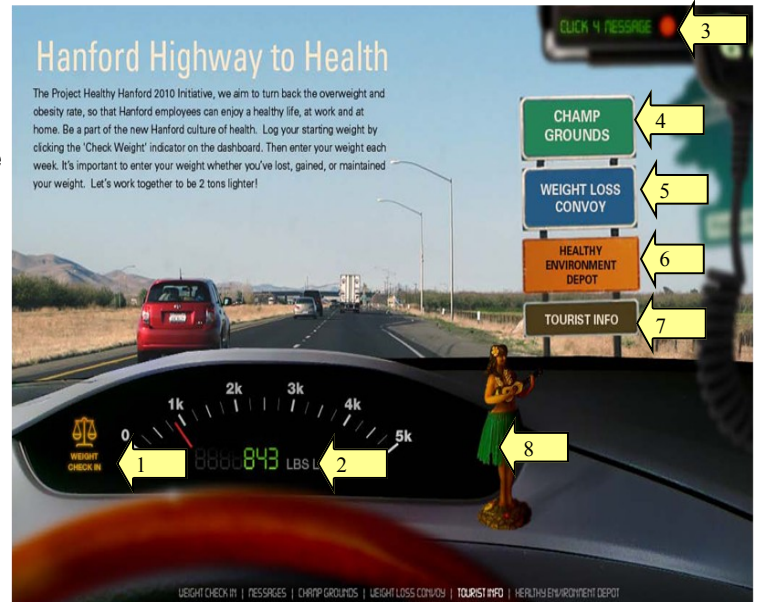 CLICK 4 MESSAGE
3
Hanford Highway to Health
The Project Healthy Hanford 2010 Initiative, we aim to turn back the overweight and
obesity rate, so that Hanford employees can enjoy a healthy life, at work and at
home. Be a part of the new Hanford culture of health. Log your starting weight by
clicking the 'Check Weight' indicator on the dashboard. Then enter your weight each
week. It's important to enter your weight whether you've lost, gained, or maintained
your weight. Let's work together to be 2 tons lighter!
CHAMP
GROUNDS
4
WEIGHT LOSS
CONVOY
5
HEALTHY
ENVIRONMENT
DEPOT
6
TOURIST INFO
7
0
1k
2k
3k
4k
5k
WEIGHT
CHECK IN
1
843
LBS L
2
8
WEIGHT CHECK IN | MESSAGES | CHAMP GROUNDS | WEIGHT LOSS CONVOY | TOURIST INFO | HEALTHY ENVIRONMENT DEPOT